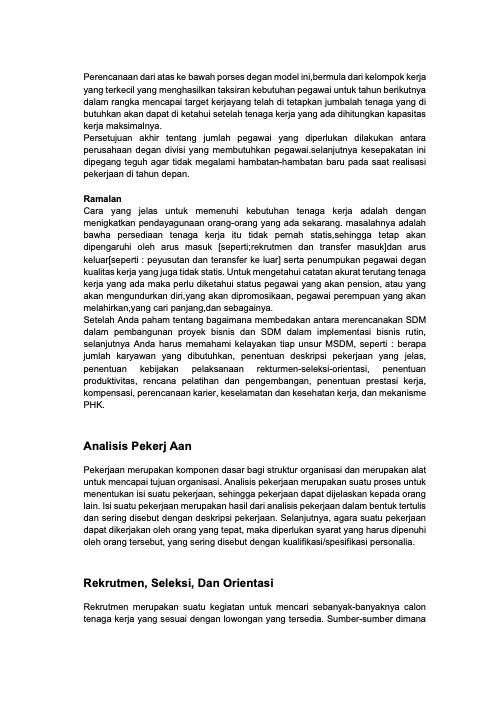 Perencanaan dari atas ke bawah porses degan model ini,bermula dari kelompok kerja
yang terkecil yang menghasilkan taksiran kebutuhan pegawai untuk tahun berikutnya
dalam rangka mencapai target kerjayang telah di tetapkan jumbalah tenaga yang di
butuhkan akan dapat di ketahui setelah tenaga kerja yang ada dihitungkan kapasitas
kerja maksimalnya.
Persetujuan akhir tentang jumlah pegawai yang diperlukan dilakukan antara
perusahaan degan divisi yang membutuhkan pegawai.selanjutnya kesepakatan ini
dipegang teguh agar tidak megalami hambatan-hambatan baru pada saat realisasi
pekerjaan di tahun depan.
Ramalan
Cara yang jelas untuk memenuhi kebutuhan tenaga kerja adalah dengan
menigkatkan pendayagunaan orang-orang yang ada sekarang. masalahnya adalah
bawha persediaan tenaga kerja itu tidak pernah statis,sehingga tetap akan
dipengaruhi oleh arus masuk [seperti;rekrutmen dan transfer masuk]dan arus
keluar[seperti : peyusutan dan teransfer ke luar] serta penumpukan pegawai degan
kualitas kerja yang juga tidak statis. Untuk mengetahui catatan akurat terutang tenaga
kerja yang ada maka perlu diketahui status pegawai yang akan pension, atau yang
akan mengundurkan diri,yang akan dipromosikaan, pegawai perempuan yang akan
melahirkan,yang cari panjang,dan sebagainya.
Setelah Anda paham tentang bagaimana membedakan antara merencanakan SDM
dalam pembangunan proyek bisnis dan SDM dalam implementasi bisnis rutin,
selanjutnya Anda harus memahami kelayakan tiap unsur MSDM, seperti : berapa
jumlah karyawan yang dibutuhkan, penentuan deskripsi pekerjaan yang jelas,
penentuan kebijakan pelaksanaan rekturmen-seleksi-orientasi, penentuan
produktivitas, rencana pelatihan dan pengembangan, penentuan prestasi kerja,
kompensasi, perencanaan karier, keselamatan dan kesehatan kerja, dan mekanisme
PHK.
Analisis Pekerj Aan
Pekerjaan merupakan komponen dasar bagi struktur organisasi dan merupakan alat
untuk mencapai tujuan organisasi. Analisis pekerjaan merupakan suatu proses untuk
menentukan isi suatu pekerjaan, sehingga pekerjaan dapat dijelaskan kepada orang
lain. Isi suatu pekerjaan merupakan hasil dari analisis pekerjaan dalam bentuk tertulis
dan sering disebut dengan deskripsi pekerjaan. Selanjutnya, agara suatu pekerjaan
dapat dikerjakan oleh orang yang tepat, maka diperlukan syarat yang harus dipenuhi
oleh orang tersebut, yang sering disebut dengan kualifikasi/spesifikasi personalia.
Rekrutmen, Seleksi, Dan Orientasi
Rekrutmen merupakan suatu kegiatan untuk mencari sebanyak-banyaknya calon
tenaga kerja yang sesuai dengan lowongan yang tersedia. Sumber-sumber dimana